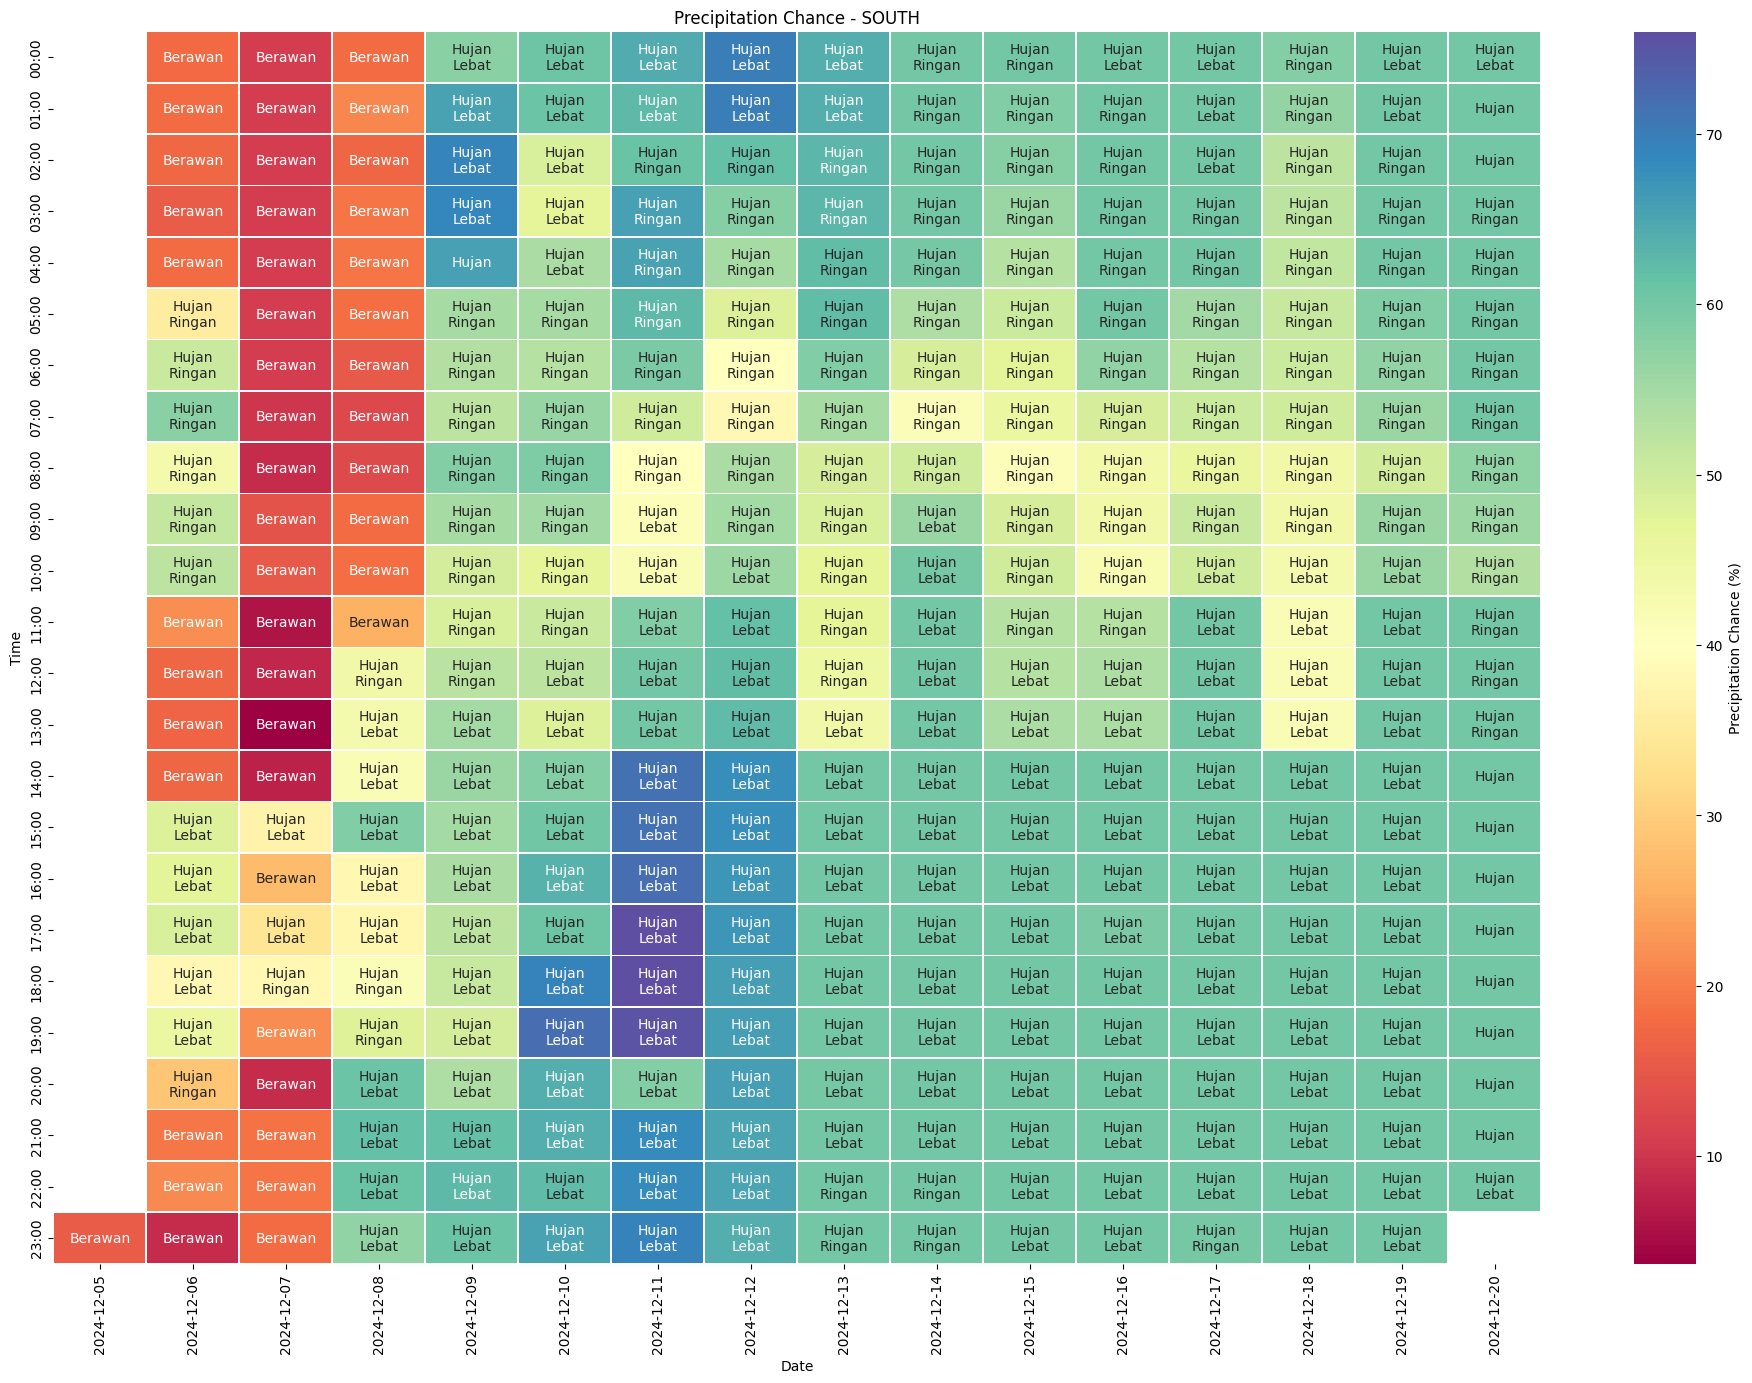 Precipitation Chance - SOUTH
00:00 Berawan Berawan Berawan Hujan Lebat Hujan Lebat Hujan Lebat Hujan Lebat Hujan Lebat Hujan Ringan Hujan Ringan Hujan Lebat Hujan Lebat Hujan Ringan Hujan Lebat Hujan Lebat
01:00 Berawan Berawan Berawan Hujan Lebat Hujan Lebat Hujan Lebat Hujan Lebat Hujan Lebat Hujan Ringan Hujan Ringan Hujan Ringan Hujan Lebat Hujan Ringan Hujan Lebat Hujan
02:00 Berawan Berawan Berawan Hujan Lebat Hujan Lebat Hujan Ringan Hujan Ringan Hujan Ringan Hujan Ringan Hujan Ringan Hujan Ringan Hujan Lebat Hujan Ringan Hujan Ringan Hujan
03:00 Berawan Berawan Berawan Hujan Lebat Hujan Lebat Hujan Ringan Hujan Ringan Hujan Ringan Hujan Ringan Hujan Ringan Hujan Ringan Hujan Ringan Hujan Ringan Hujan Ringan Hujan Ringan
04:00 Berawan Berawan Berawan Hujan Hujan Lebat Hujan Ringan Hujan Ringan Hujan Ringan Hujan Ringan Hujan Ringan Hujan Ringan Hujan Ringan Hujan Ringan Hujan Ringan Hujan Ringan
05:00 Hujan Ringan Berawan Berawan Hujan Ringan Hujan Ringan Hujan Ringan Hujan Ringan Hujan Ringan Hujan Ringan Hujan Ringan Hujan Ringan Hujan Ringan Hujan Ringan Hujan Ringan Hujan Ringan
06:00 Hujan Ringan Berawan Berawan Hujan Ringan Hujan Ringan Hujan Ringan Hujan Ringan Hujan Ringan Hujan Ringan Hujan Ringan Hujan Ringan Hujan Ringan Hujan Ringan Hujan Ringan Hujan Ringan
07:00 Hujan Ringan Berawan Berawan Hujan Ringan Hujan Ringan Hujan Ringan Hujan Ringan Hujan Ringan Hujan Ringan Hujan Ringan Hujan Ringan Hujan Ringan Hujan Ringan Hujan Ringan Hujan Ringan
08:00 Hujan Ringan Berawan Berawan Hujan Ringan Hujan Ringan Hujan Ringan Hujan Ringan Hujan Ringan Hujan Ringan Hujan Ringan Hujan Ringan Hujan Ringan Hujan Ringan Hujan Ringan Hujan Ringan
09:00 Hujan Ringan Berawan Berawan Hujan Ringan Hujan Ringan Hujan Lebat Hujan Ringan Hujan Ringan Hujan Lebat Hujan Ringan Hujan Ringan Hujan Ringan Hujan Ringan Hujan Ringan Hujan Ringan
10:00 Hujan Ringan Berawan Berawan Hujan Ringan Hujan Ringan Hujan Lebat Hujan Lebat Hujan Ringan Hujan Lebat Hujan Ringan Hujan Ringan Hujan Lebat Hujan Lebat Hujan Lebat Hujan Ringan
11:00 Berawan Berawan Berawan Hujan Ringan Hujan Ringan Hujan Lebat Hujan Lebat Hujan Ringan Hujan Lebat Hujan Ringan Hujan Ringan Hujan Lebat Hujan Lebat Hujan Lebat Hujan Ringan
12:00 Berawan Berawan Hujan Ringan Hujan Ringan Hujan Lebat Hujan Lebat Hujan Lebat Hujan Ringan Hujan Lebat Hujan Lebat Hujan Lebat Hujan Lebat Hujan Lebat Hujan Lebat Hujan Ringan
13:00 Berawan Berawan Hujan Lebat Hujan Lebat Hujan Lebat Hujan Lebat Hujan Lebat Hujan Lebat Hujan Lebat Hujan Lebat Hujan Lebat Hujan Lebat Hujan Lebat Hujan Lebat Hujan Ringan
14:00 Berawan Berawan Hujan Lebat Hujan Lebat Hujan Lebat Hujan Lebat Hujan Lebat Hujan Lebat Hujan Lebat Hujan Lebat Hujan Lebat Hujan Lebat Hujan Lebat Hujan Lebat Hujan
15:00 Hujan Lebat Hujan Lebat Hujan Lebat Hujan Lebat Hujan Lebat Hujan Lebat Hujan Lebat Hujan Lebat Hujan Lebat Hujan Lebat Hujan Lebat Hujan Lebat Hujan Lebat Hujan Lebat Hujan
16:00 Hujan Lebat Berawan Hujan Lebat Hujan Lebat Hujan Lebat Hujan Lebat Hujan Lebat Hujan Lebat Hujan Lebat Hujan Lebat Hujan Lebat Hujan Lebat Hujan Lebat Hujan Lebat Hujan
17:00 Hujan Lebat Hujan Lebat Hujan Lebat Hujan Lebat Hujan Lebat Hujan Lebat Hujan Lebat Hujan Lebat Hujan Lebat Hujan Lebat Hujan Lebat Hujan Lebat Hujan Lebat Hujan Lebat Hujan
18:00 Hujan Lebat Hujan Ringan Hujan Ringan Hujan Lebat Hujan Lebat Hujan Lebat Hujan Lebat Hujan Lebat Hujan Lebat Hujan Lebat Hujan Lebat Hujan Lebat Hujan Lebat Hujan Lebat Hujan
19:00 Hujan Lebat Berawan Hujan Ringan Hujan Lebat Hujan Lebat Hujan Lebat Hujan Lebat Hujan Lebat Hujan Lebat Hujan Lebat Hujan Lebat Hujan Lebat Hujan Lebat Hujan Lebat Hujan
20:00 Hujan Ringan Berawan Hujan Lebat Hujan Lebat Hujan Lebat Hujan Lebat Hujan Lebat Hujan Lebat Hujan Lebat Hujan Lebat Hujan Lebat Hujan Lebat Hujan Lebat Hujan Lebat Hujan
21:00 Berawan Berawan Hujan Lebat Hujan Lebat Hujan Lebat Hujan Lebat Hujan Lebat Hujan Lebat Hujan Lebat Hujan Lebat Hujan Lebat Hujan Lebat Hujan Lebat Hujan Lebat Hujan
22:00 Berawan Berawan Hujan Lebat Hujan Lebat Hujan Lebat Hujan Lebat Hujan Lebat Hujan Ringan Hujan Ringan Hujan Lebat Hujan Lebat Hujan Lebat Hujan Lebat Hujan Lebat Hujan Lebat
23:00 Berawan Berawan Berawan Hujan Lebat Hujan Lebat Hujan Lebat Hujan Lebat Hujan Lebat Hujan Ringan Hujan Ringan Hujan Lebat Hujan Lebat Hujan Ringan Hujan Lebat Hujan Lebat
Time
2024-12-05 2024-12-06 2024-12-07 2024-12-08 2024-12-09 2024-12-10 2024-12-11 2024-12-12 2024-12-13 2024-12-14 2024-12-15 2024-12-16 2024-12-17 2024-12-18 2024-12-19 2024-12-20
Date
70
60
50
40
30
20
10
Precipitation Chance (%)